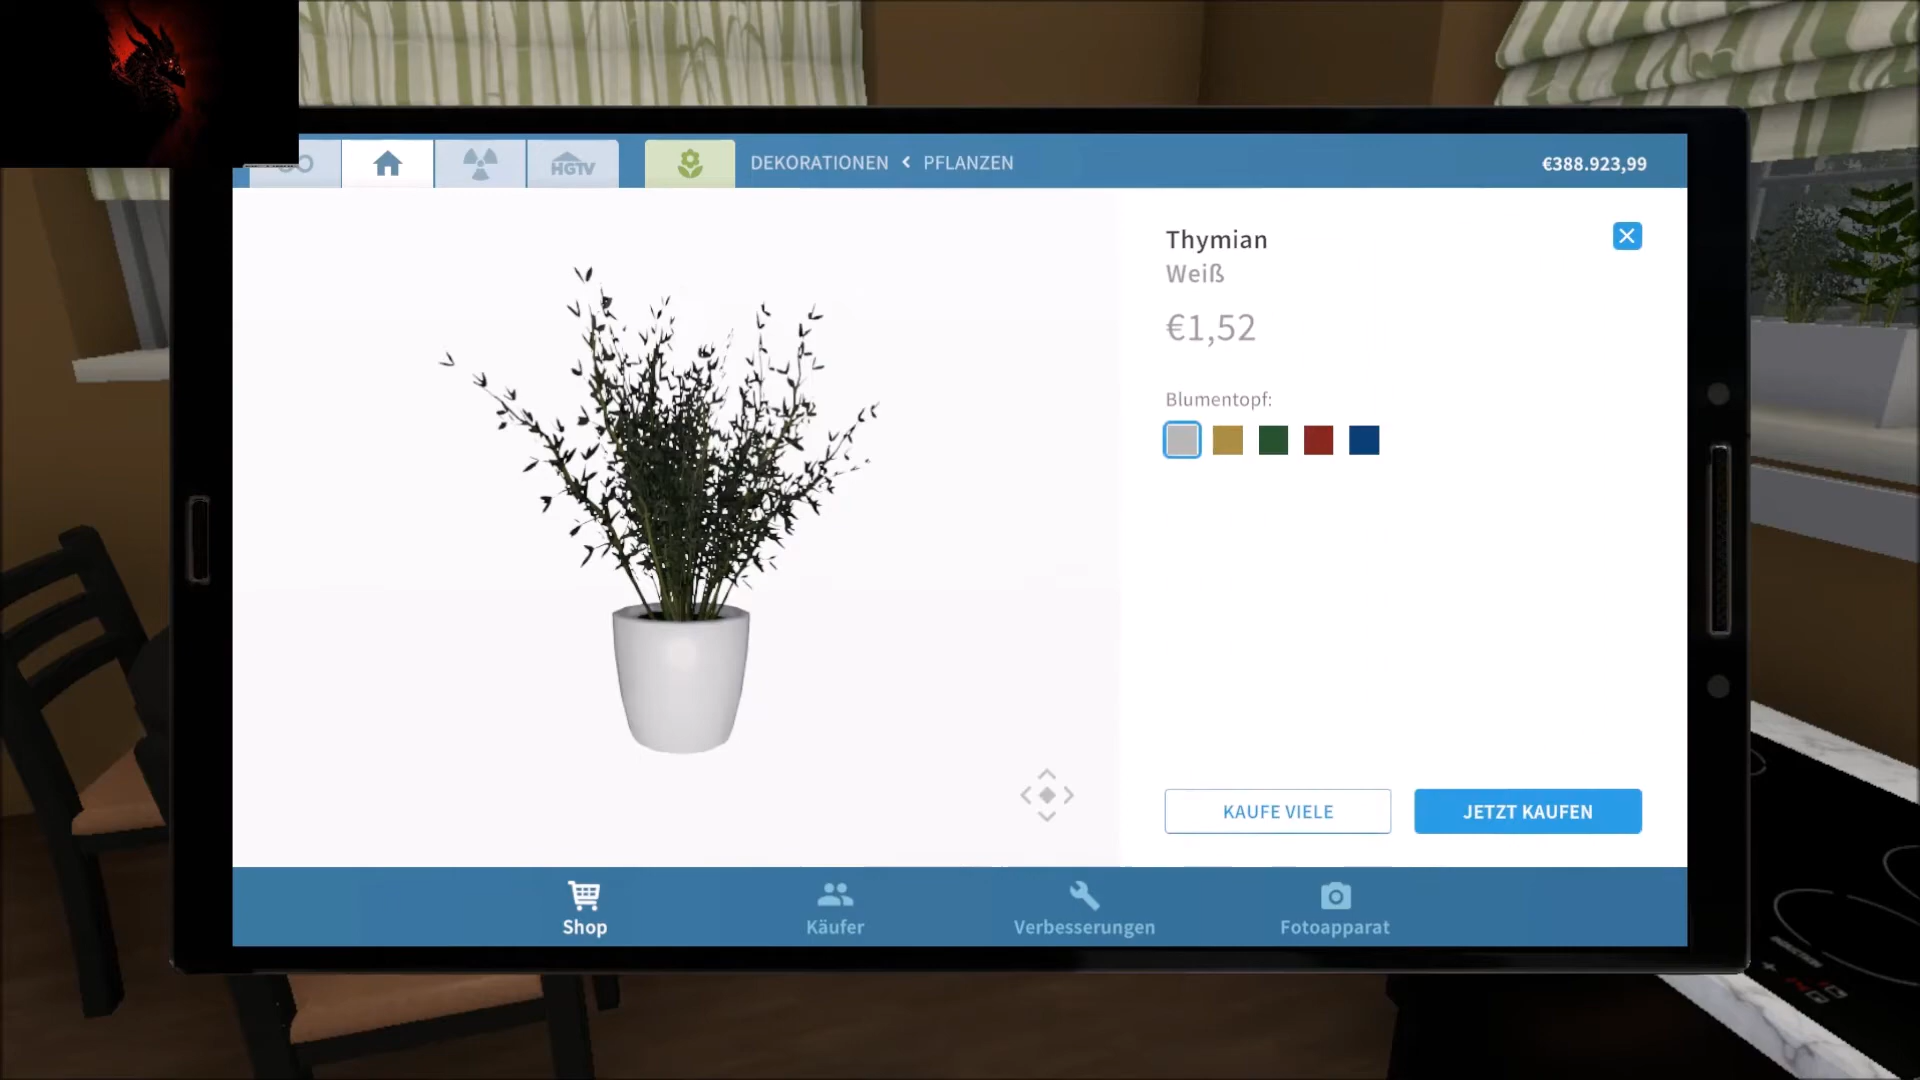 HGTV
DEKORATIONEN < PFLANZEN
€388.923,99
Thymian
Weiß
€1,52
Blumentopf:
KAUFE VIELE
JETZT KAUFEN
Shop
Käufer
Verbesserungen
Fotoapparat